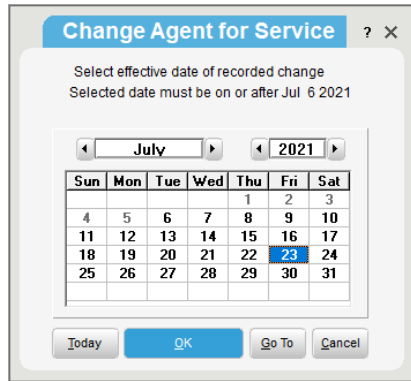 Change Agent for Service ? ×
Select effective date of recorded change
Selected date must be on or after Jul 6 2021
July 2021
Sun Mon Tue Wed Thu Fri Sat
1 2 3
4 5 6 7 8 9 10
11 12 13 14 15 16 17
18 19 20 21 22 23 24
25 26 27 28 29 30 31
Today OK Go To Cancel